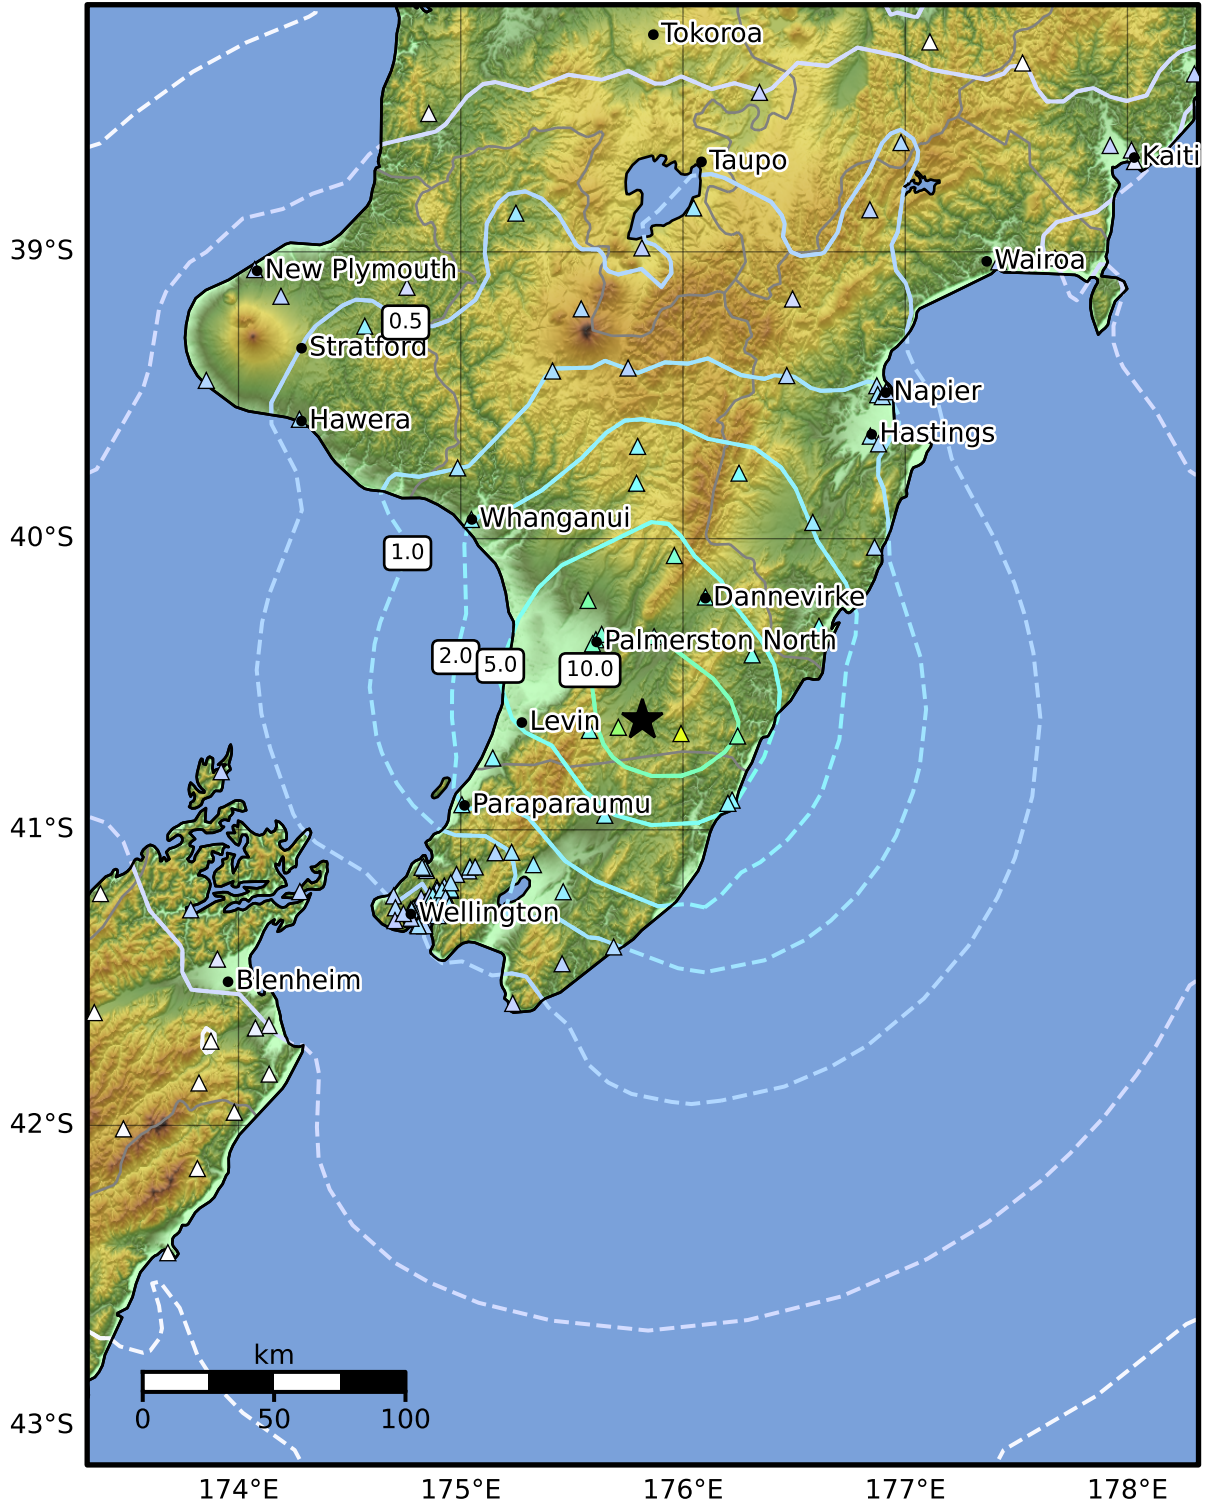 Tokoroa
Taupo
Kaiti
39°S
New Plymouth
Wairoa
0.5
Stratford
Napier
Hawera
Hastings
Whanganui
40°S
1.0
Dannevirke
Palmerston North
2.0
5.0
10.0
Levin
Paraparaumu
41°S
Wellington
Blenheim
42°S
km
0
50
100
43°S
174°E
175°E
176°E
177°E
178°E